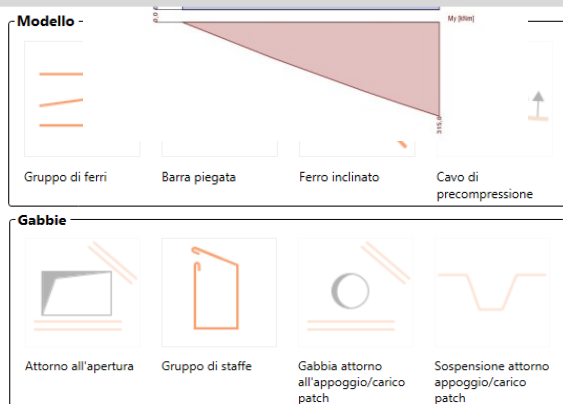 0.0
Modello
My [kNm]
315.0
Gruppo di ferri
Barra piegata
Ferro inclinato
Cavo di
precompressione
Gabbie
Attorno all'apertura
Gruppo di staffe
Gabbia attorno
all'appoggio/carico
patch
Sospensione attorno
appoggio/carico
patch